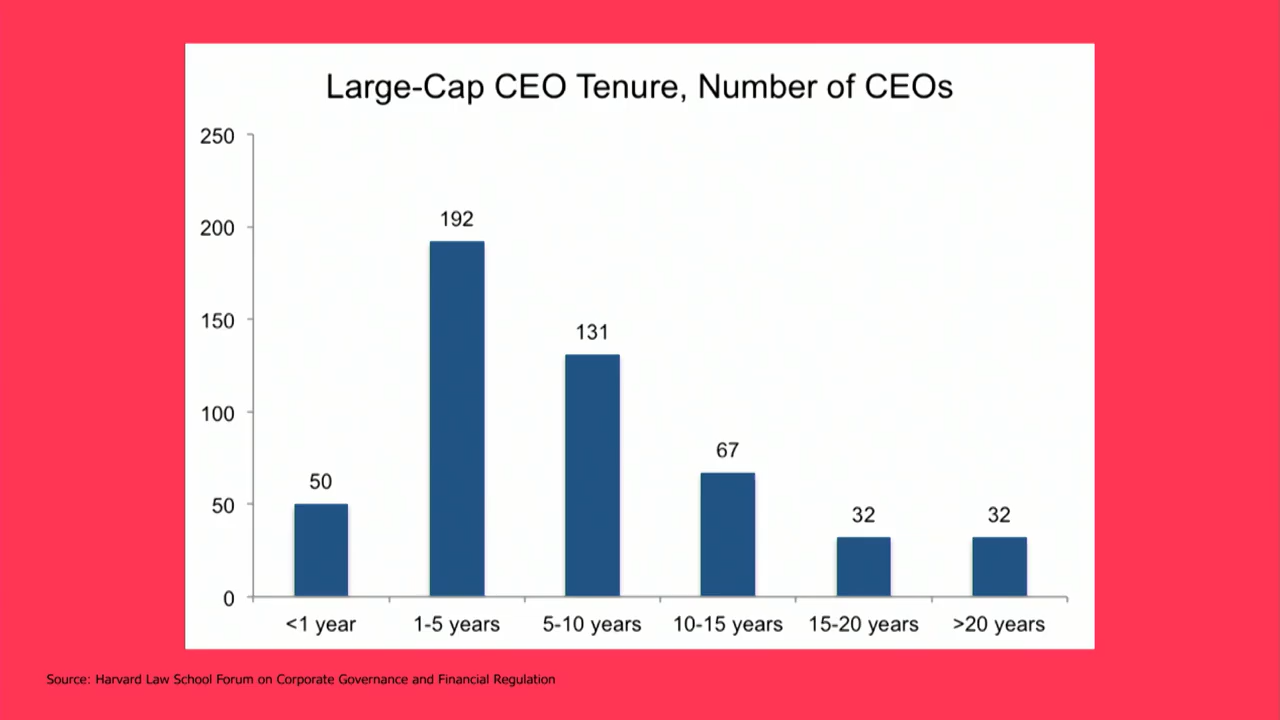 Large-Cap CEO Tenure, Number of CEOs
250
200
150
100
50
0
50
192
131
67
32
32
<1 year
1-5 years
5-10 years
10-15 years
15-20 years
>20 years
Source: Harvard Law School Forum on Corporate Governance and Financial Regulation